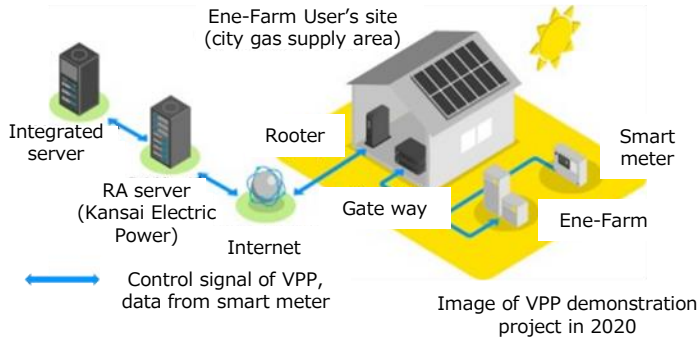 Ene-Farm User's site
(city gas supply area)
Integrated
server
RA server
(Kansai Electric
Power)
Internet
Rooter
Gate way
Smart
meter
Ene-Farm
Control signal of VPP,
data from smart meter
Image of VPP demonstration
project in 2020